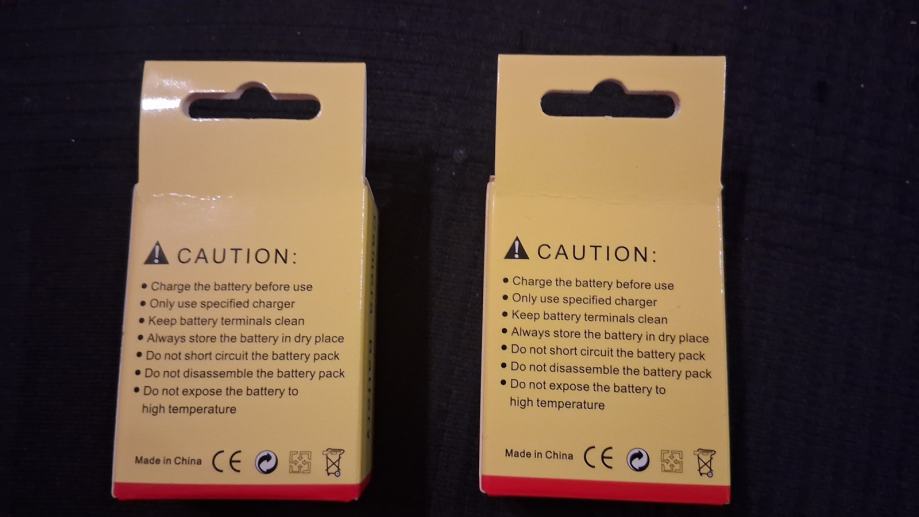 CAUTION:
• Charge the battery before use
• Only use specified charger
• Keep battery terminals clean
• Always store the battery in dry place
• Do not short circuit the battery pack
• Do not disassemble the battery pack
• Do not expose the battery to
high temperature
Made in China CE
CAUTION:
• Charge the battery before use
• Only use specified charger
• Keep battery terminals clean
• Always store the battery in dry place
• Do not short circuit the battery pack
• Do not disassemble the battery pack
• Do not expose the battery to
high temperature
Made in China CE